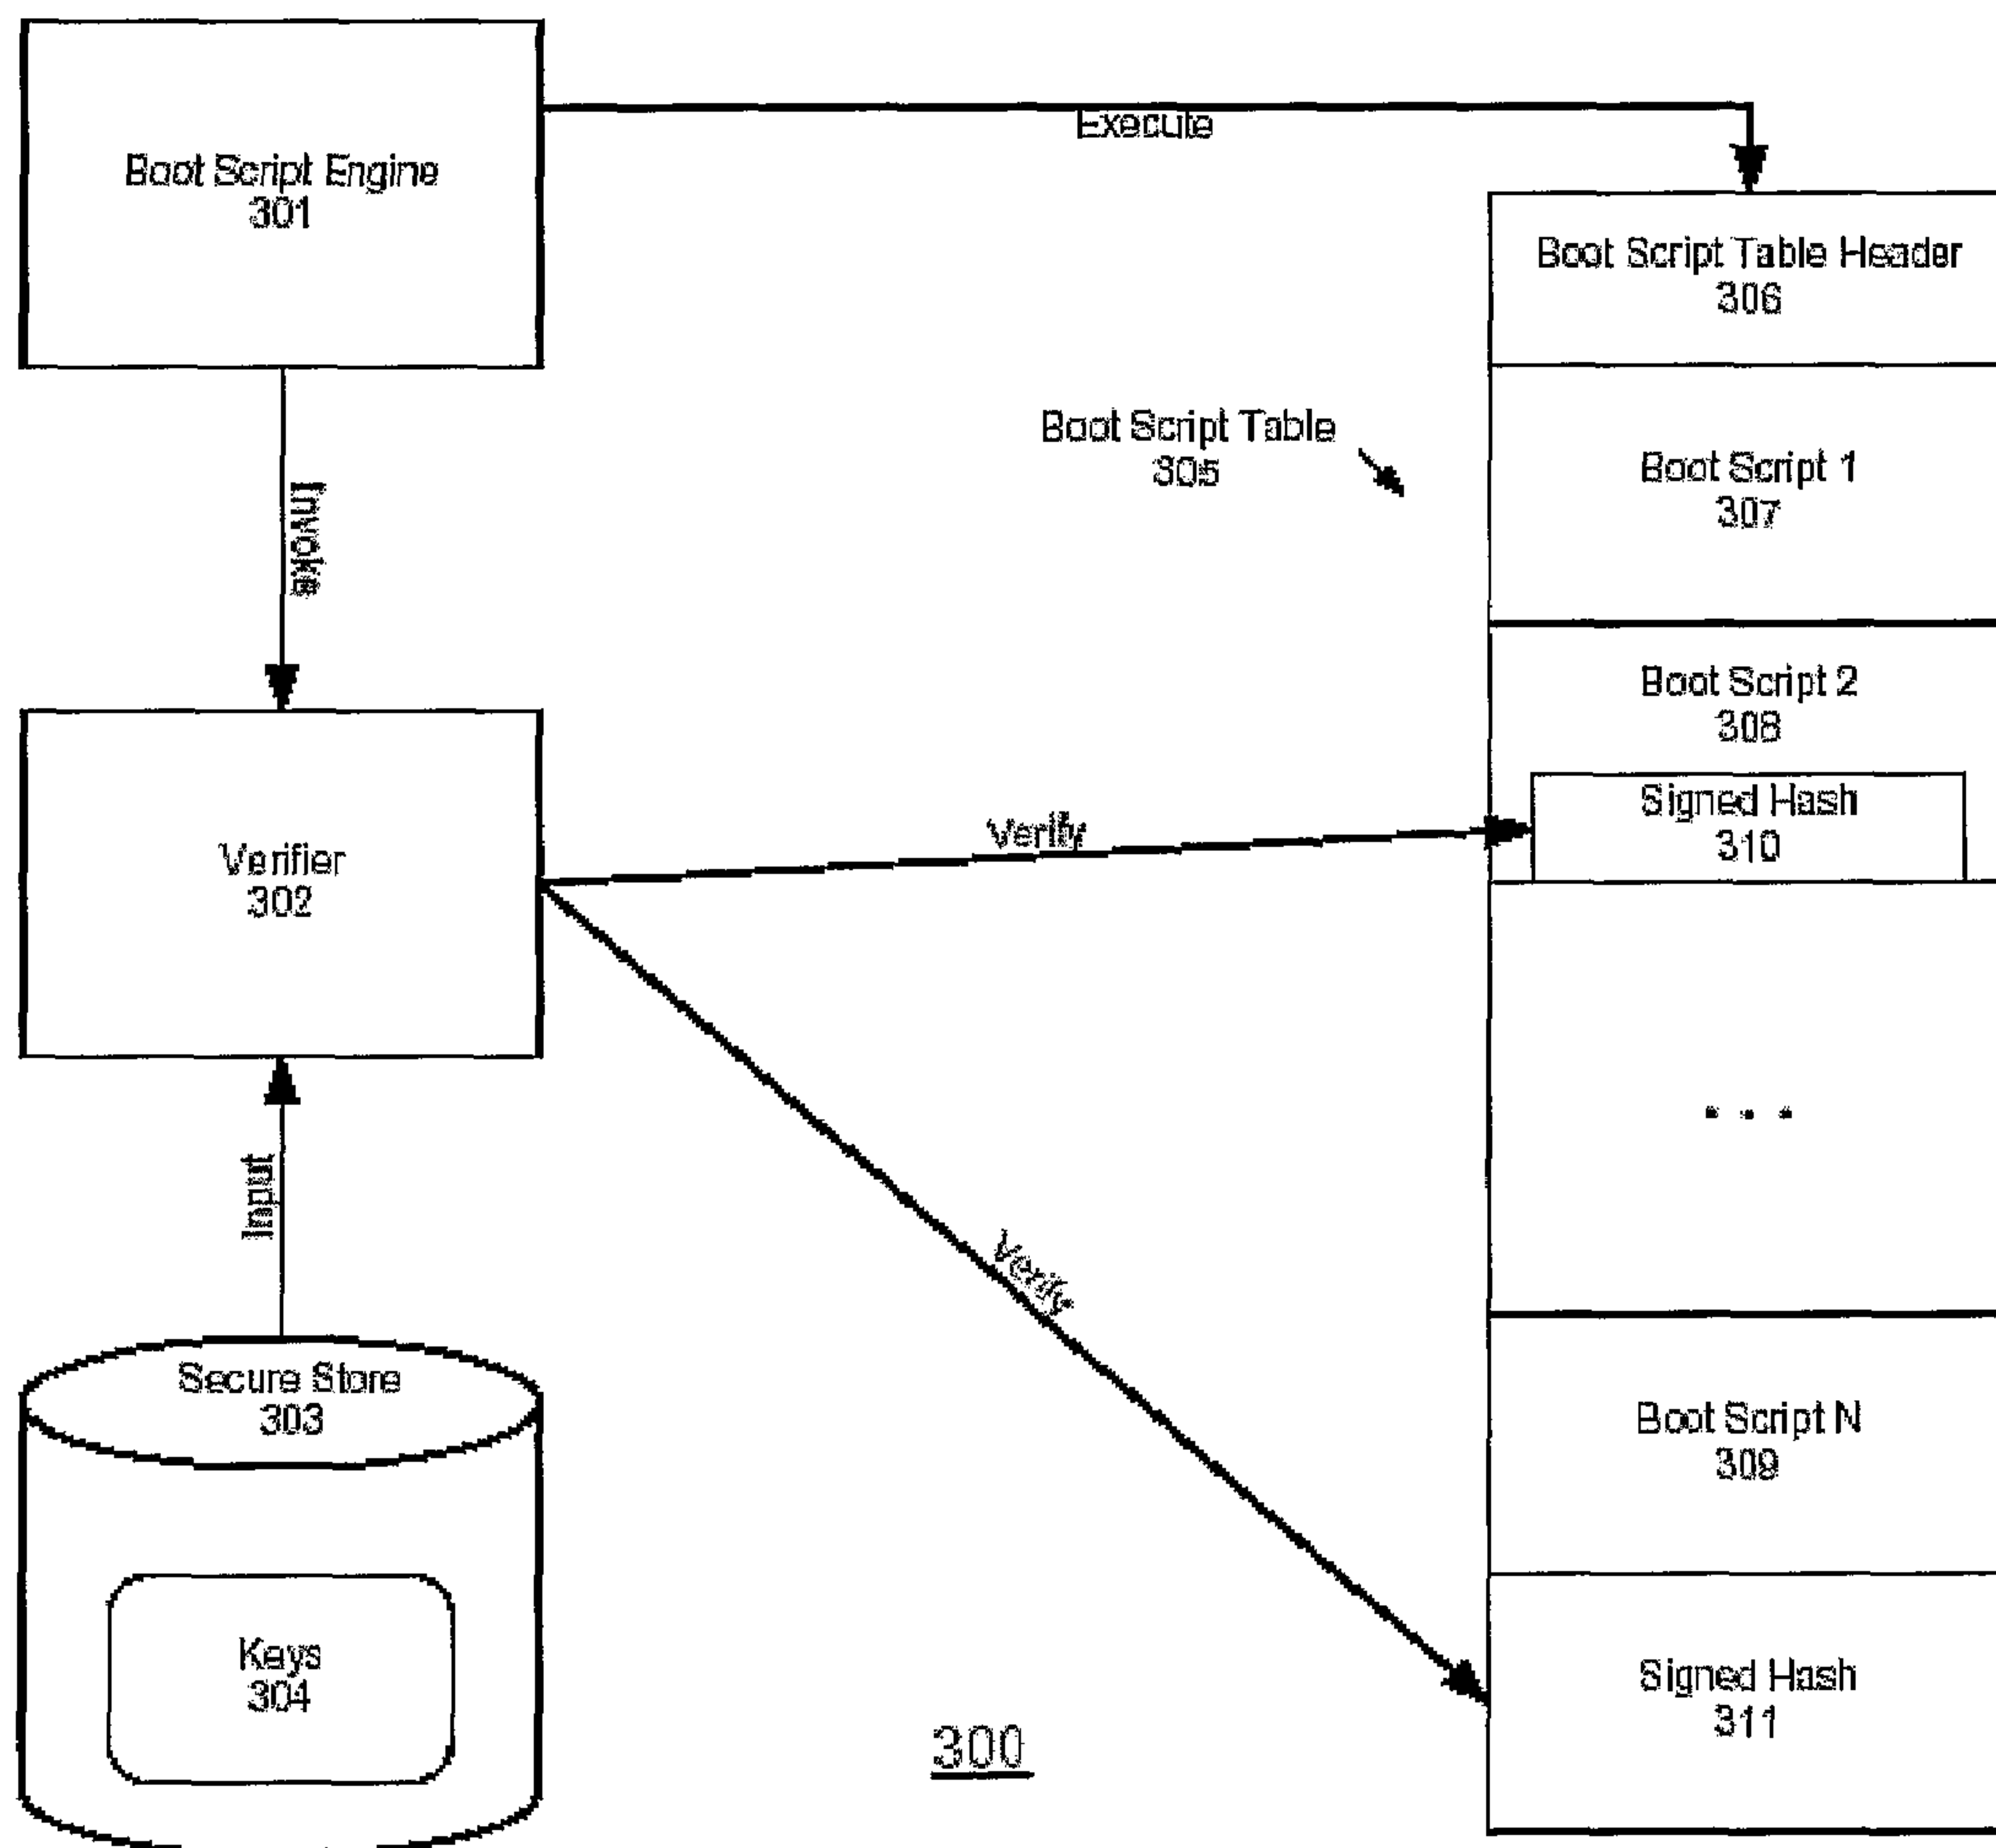 Boot Script Engine
301
Execute
Boot Script Table Header
306
Boot Script Table
305
Boot Script 1
307
Invoke
Boot Script 2
308
Signed Hash
310
Verify
Verifier
302
...
Input
Verify
Secure Store
303
Boot Script N
309
Keys
304
Signed Hash
311
300